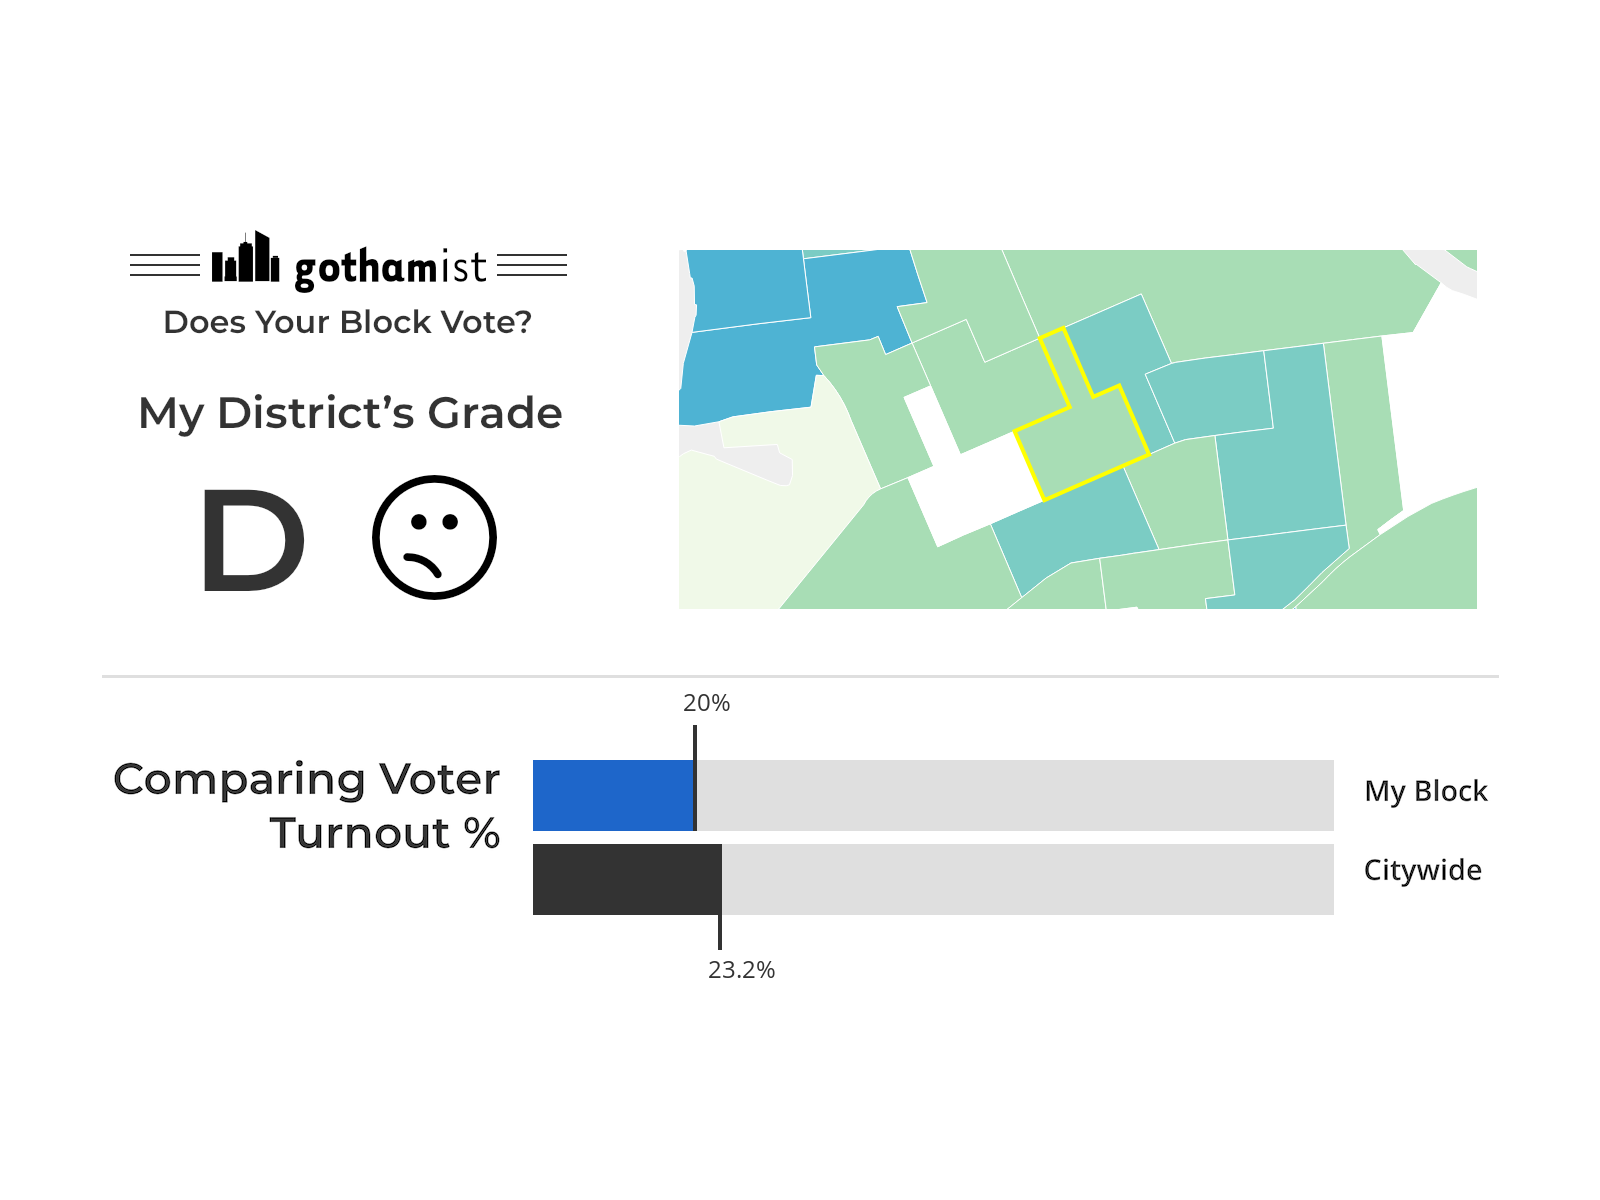 gothamist
Does Your Block Vote?
My District’s Grade
D
20%
Comparing Voter
Turnout %
My Block
Citywide
23.2%